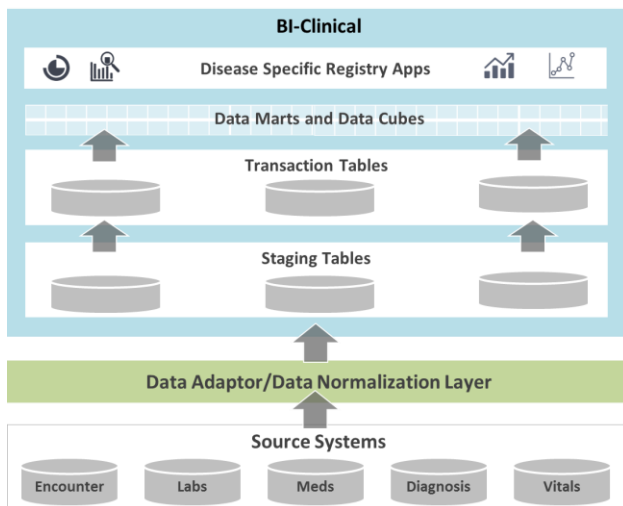 BI-Clinical
Disease Specific Registry Apps
Data Marts and Data Cubes
Transaction Tables
Staging Tables
Data Adaptor/Data Normalization Layer
Source Systems
Encounter
Labs
Meds
Diagnosis
Vitals